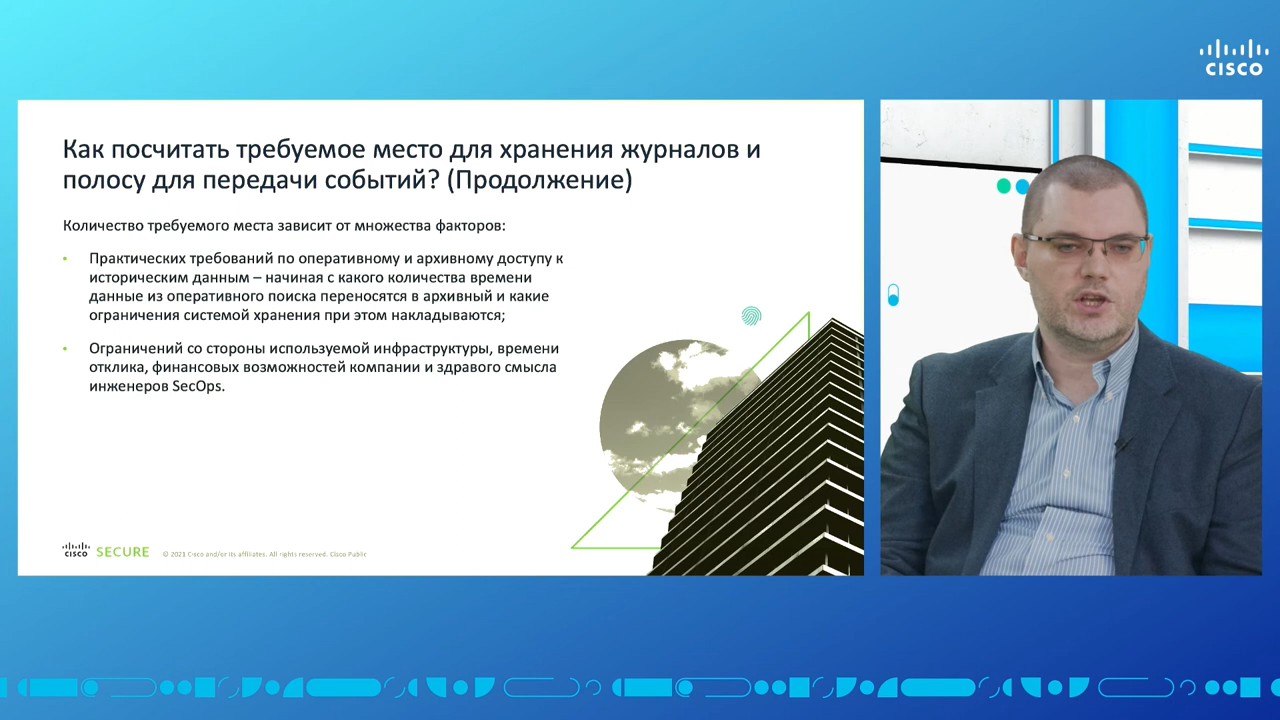 CISCO
Как посчитать требуемое место для хранения журналов и
полосу для передачи событий? (Продолжение)
Количество требуемого места зависит от множества факторов:
• Практических требований по оперативному и архивному доступу к
историческим данным – начиная с какого количества времени
данные из оперативного поиска переносятся в архивный и какие
ограничения системой хранения при этом накладываются;
• Ограничений со стороны используемой инфраструктуры, времени
отклика, финансовых возможностей компании и здравого смысла
инженеров SecOps.
CISCO SECURE © 2021 Cisco and/or its affiliates. All rights reserved. Cisco Public